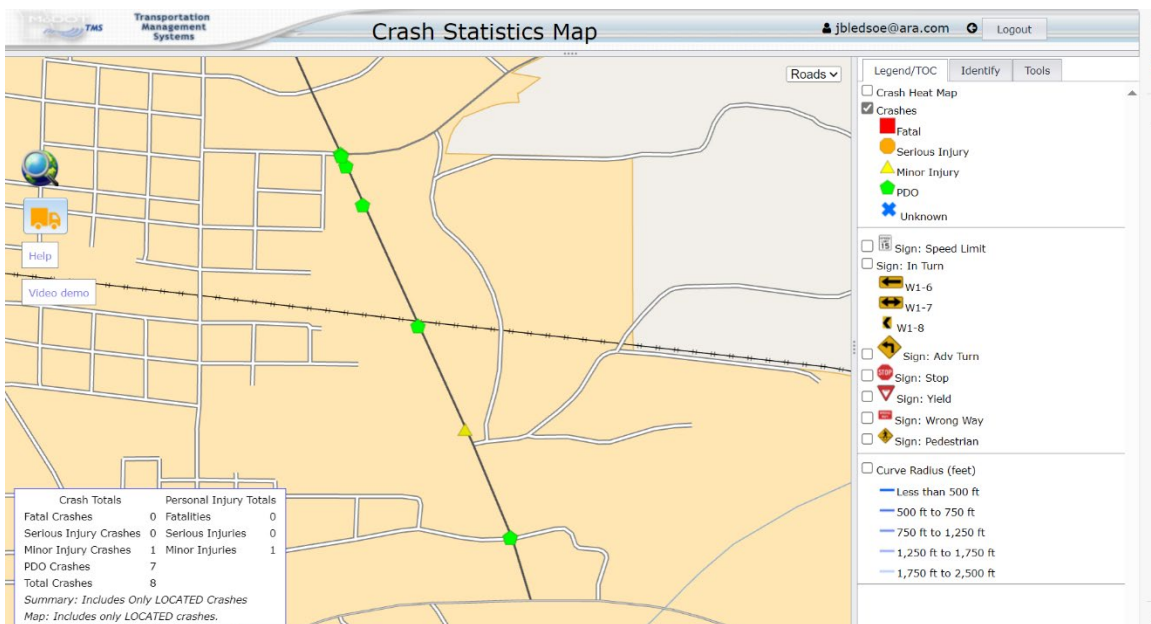 TMS
Transportation
Management
Systems
Crash Statistics Map
jbledsoe@ara.com
Logout
Roads
Help
Video demo
Crash Totals Personal Injury Totals
Fatal Crashes 0 Fatalities 0
Serious Injury Crashes 0 Serious Injuries 0
Minor Injury Crashes 1 Minor Injuries 1
PDO Crashes 7
Total Crashes 8
Summary: Includes Only LOCATED Crashes
Map: Includes only LOCATED crashes.
Legend/TOC Identify Tools
Crash Heat Map
Crashes
Fatal
Serious Injury
Minor Injury
PDO
Unknown
Sign: Speed Limit
Sign: In Turn
W1-6
W1-7
W1-8
Sign: Adv Turn
STOP
Sign: Stop
Sign: Yield
Sign: Wrong Way
Sign: Pedestrian
Curve Radius (feet)
Less than 500 ft
500 ft to 750 ft
750 ft to 1,250 ft
1,250 ft to 1,750 ft
1,750 ft to 2,500 ft